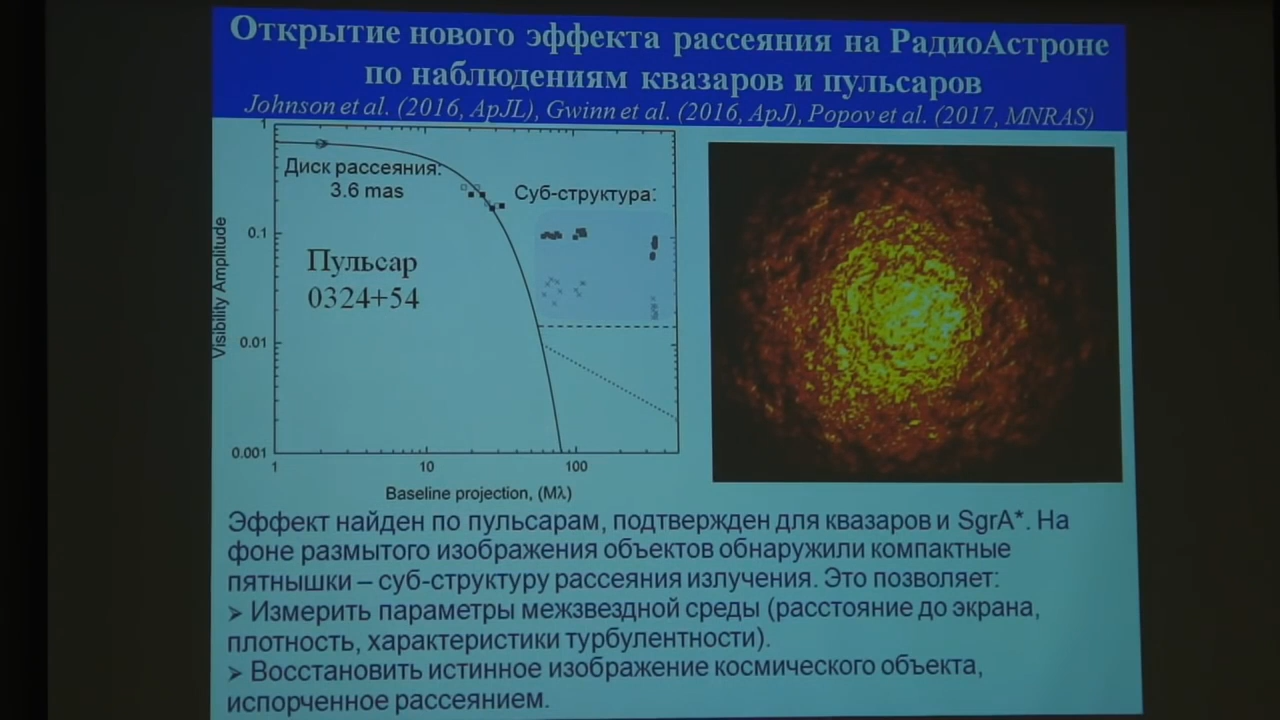 Открытие нового эффекта рассеяния на РадиоАстроне
по наблюдениям квазаров и пульсаров
Johnson et al. (2016, ApJL), Gwinn et al. (2016, ApJ), Popov et al. (2017, MNRAS)
1
Диск рассеяния:
3.6 mas
Суб-структура:
Visibility Amplitude
0.1
Пульсар
0324+54
0.01
0.001
1
10
100
Baseline projection, (Mλ)
Эффект найден по пульсарам, подтвержден для квазаров и SgrA*. На
фоне размытого изображения объектов обнаружили компактные
пятнышки – суб-структуру рассеяния излучения. Это позволяет:
➢ Измерить параметры межзвездной среды (расстояние до экрана,
плотность, характеристики турбулентности).
➢ Восстановить истинное изображение космического объекта,
испорченное рассеянием.